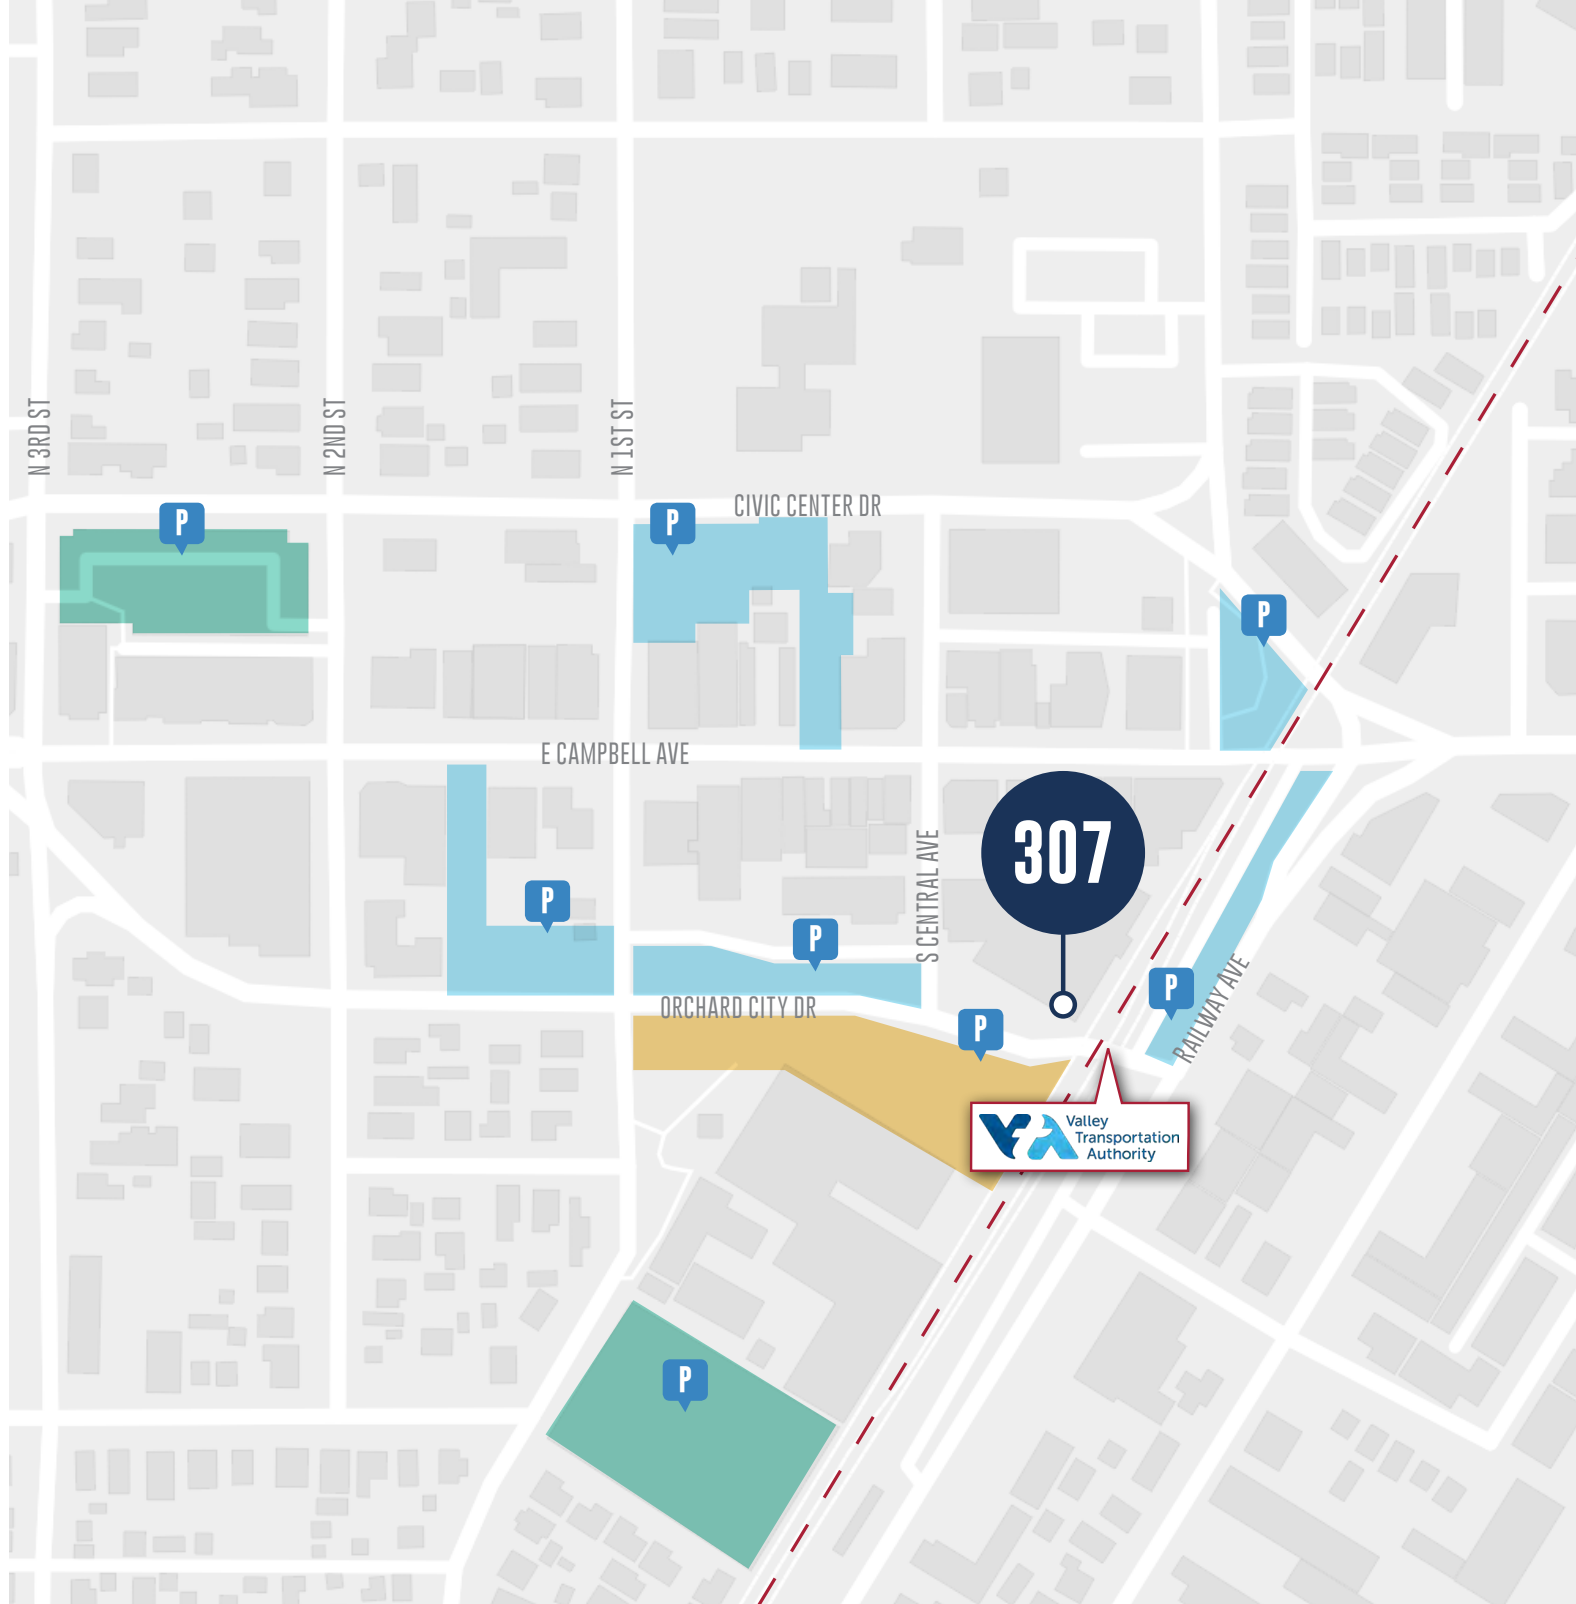 N 3RD ST
N 2ND ST
N 1ST ST
CIVIC CENTER DR
P
P
P
E CAMPBELL AVE
307
S CENTRAL AVE
P
P
RAILWAY AVE
P
ORCHARD CITY DR
P
VTA
Valley
Transportation
Authority
P